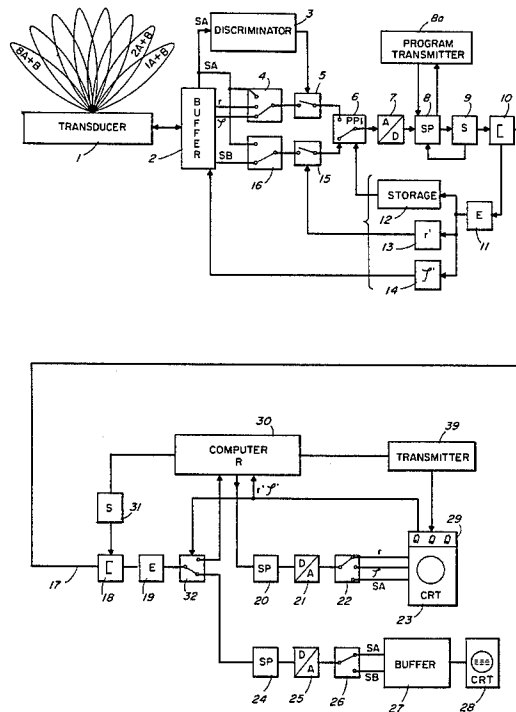 8A+B
2A+B
1A+B
TRANSDUCER
1
SA
DISCRIMINATOR
3
SA
BUFFER
2
r
ρ
SB
4
5
16
15
6
PPI
7
A/D
8a
PROGRAM TRANSMITTER
8
SP
9
S
10
E
11
STORAGE
12
r'
13
ρ'
14
30
COMPUTER R
39
TRANSMITTER
S
31
r' ρ'
29
Q Q Q
17
18
E
19
32
SP
20
D/A
21
22
r
ρ
SA
CRT
23
SP
24
D/A
25
26
SA
SB
BUFFER
27
CRT
28